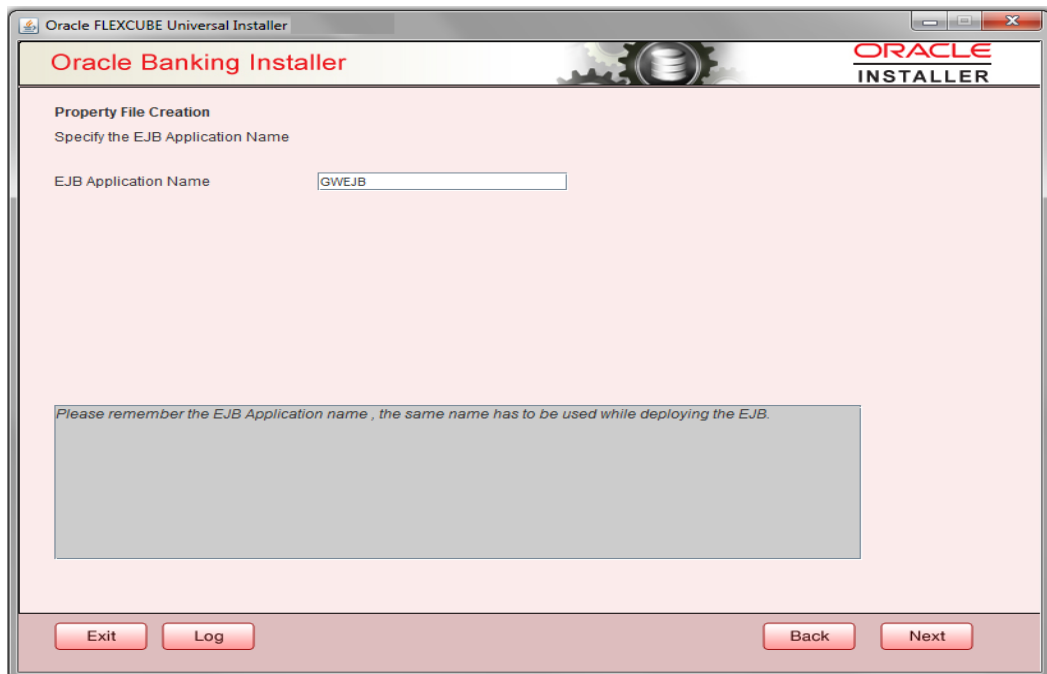 Oracle FLEXCUBE Universal Installer
Oracle Banking Installer
ORACLE
INSTALLER
Property File Creation
Specify the EJB Application Name
EJB Application Name
GWEJB
Please remember the EJB Application name , the same name has to be used while deploying the EJB.
Exit
Log
Back
Next